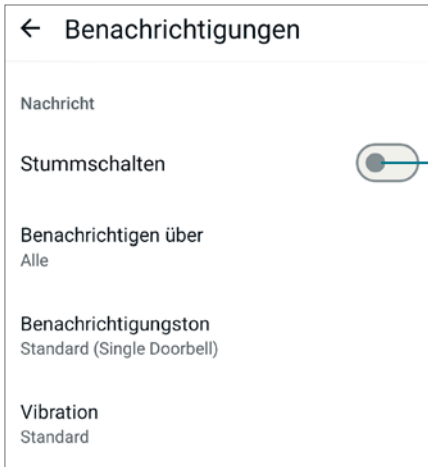 Benachrichtigungen
Nachricht
Stummschalten
Benachrichtigen über
Alle
Benachrichtigungston
Standard (Single Doorbell)
Vibration
Standard